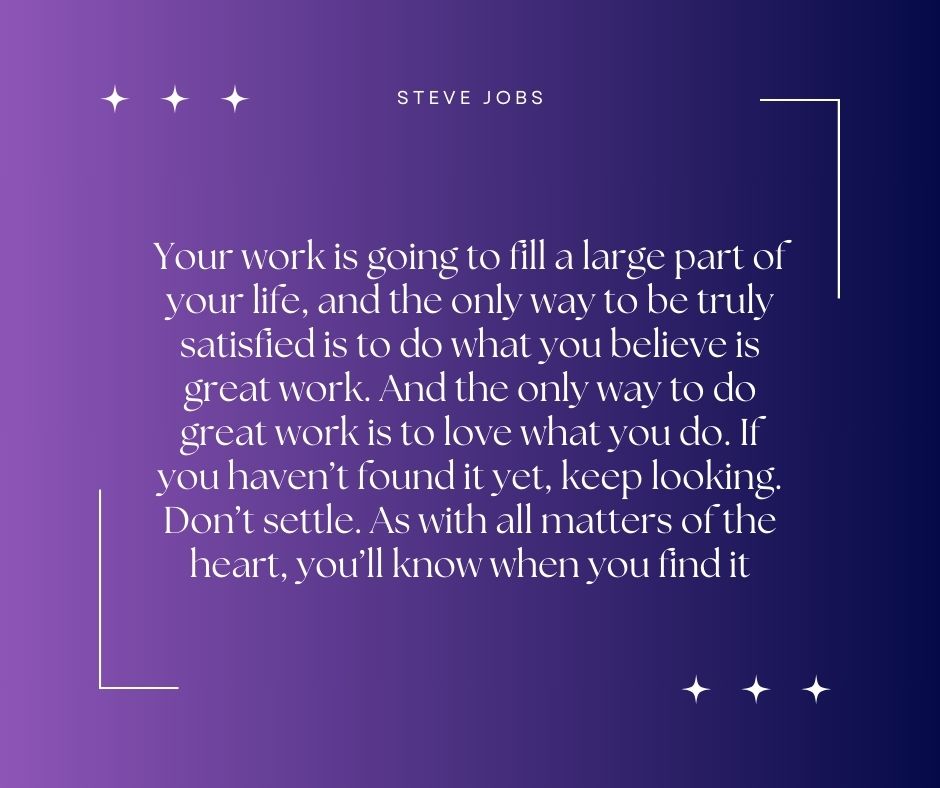 STEVE JOBS
Your work is going to fill a large part of
your life, and the only way to be truly
satisfied is to do what you believe is
great work. And the only way to do
great work is to love what you do. If
you haven’t found it yet, keep looking.
Don’t settle. As with all matters of the
heart, you’ll know when you find it